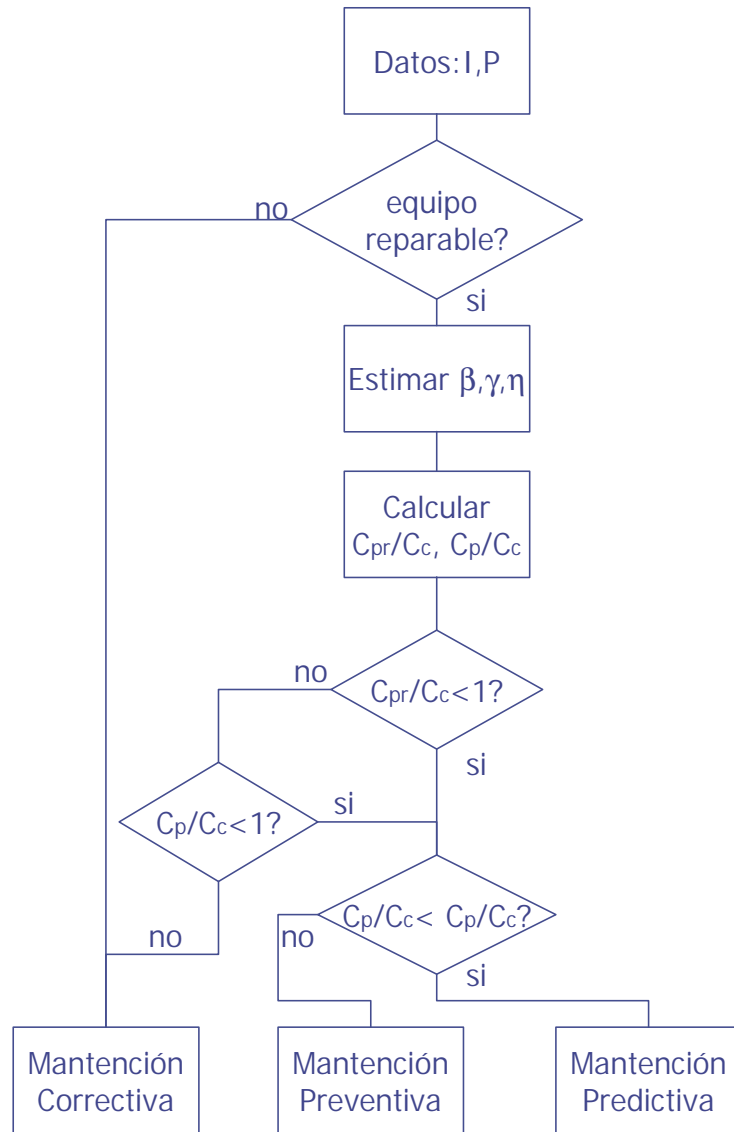 Datos:I,P
no
equipo
reparable?
si
Estimar β,γ,η
Calcular
Cpr/Cc, Cp/Cc
no
Cpr/Cc<1?
si
Cp/Cc<1?
si
no
Cp/Cc< Cp/Cc?
no
si
Mantención
Correctiva
Mantención
Preventiva
Mantención
Predictiva